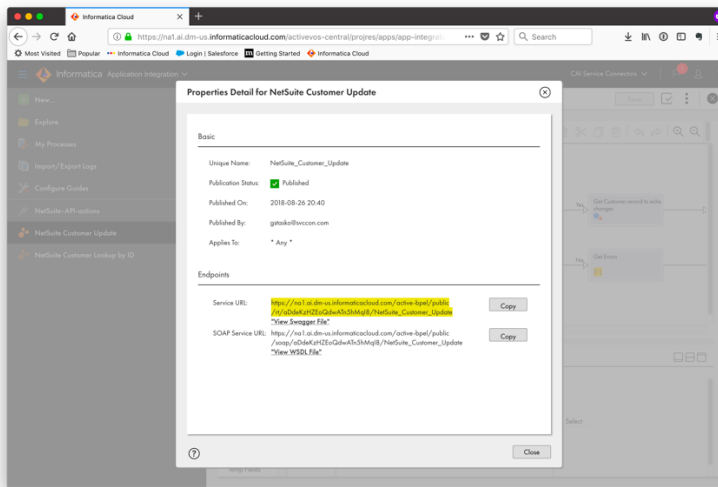 Informatica Cloud
https://na1.ai.dm-us.informaticacloud.com/activevos-central/projres/apps/app-integrat
Search
Most Visited
Popular
Informatica Cloud
Login | Salesforce
Getting Started
Informatica Cloud
Informatica Application Integration
CAI Service Connectors
New...
Explore
My Processes
Import/Export Logs
Configure Guides
NetSuite-API-actions
NetSuite Customer Update
NetSuite Customer Lookup by ID
Properties Detail for NetSuite Customer Update
Basic
Unique Name: NetSuite_Customer_Update
Publication Status: Published
Published On: 2018-08-26 20:40
Published By: gstasko@svccon.com
Applies To: * Any *
Endpoints
Service URL: https://na1.ai.dm-us.informaticacloud.com/active-bpel/public
/rt/aDdeKzHZEoQdwATn5hMql8/NetSuite_Customer_Update
"View Swagger File"
Copy
SOAP Service URL: https://na1.ai.dm-us.informaticacloud.com/active-bpel/public
/soap/aDdeKzHZEoQdwATn5hMql8/NetSuite_Customer_Update
"View WSDL File"
Copy
Close
No
Get Customer record to make
changes
No
Select
Temp Fields